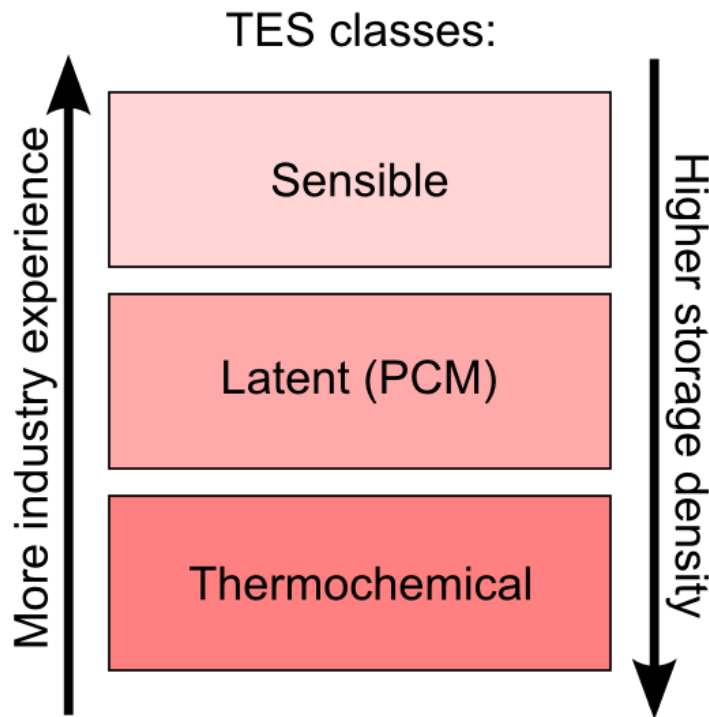 TES classes:
More industry experience
Sensible
Latent (PCM)
Thermochemical
Higher storage density